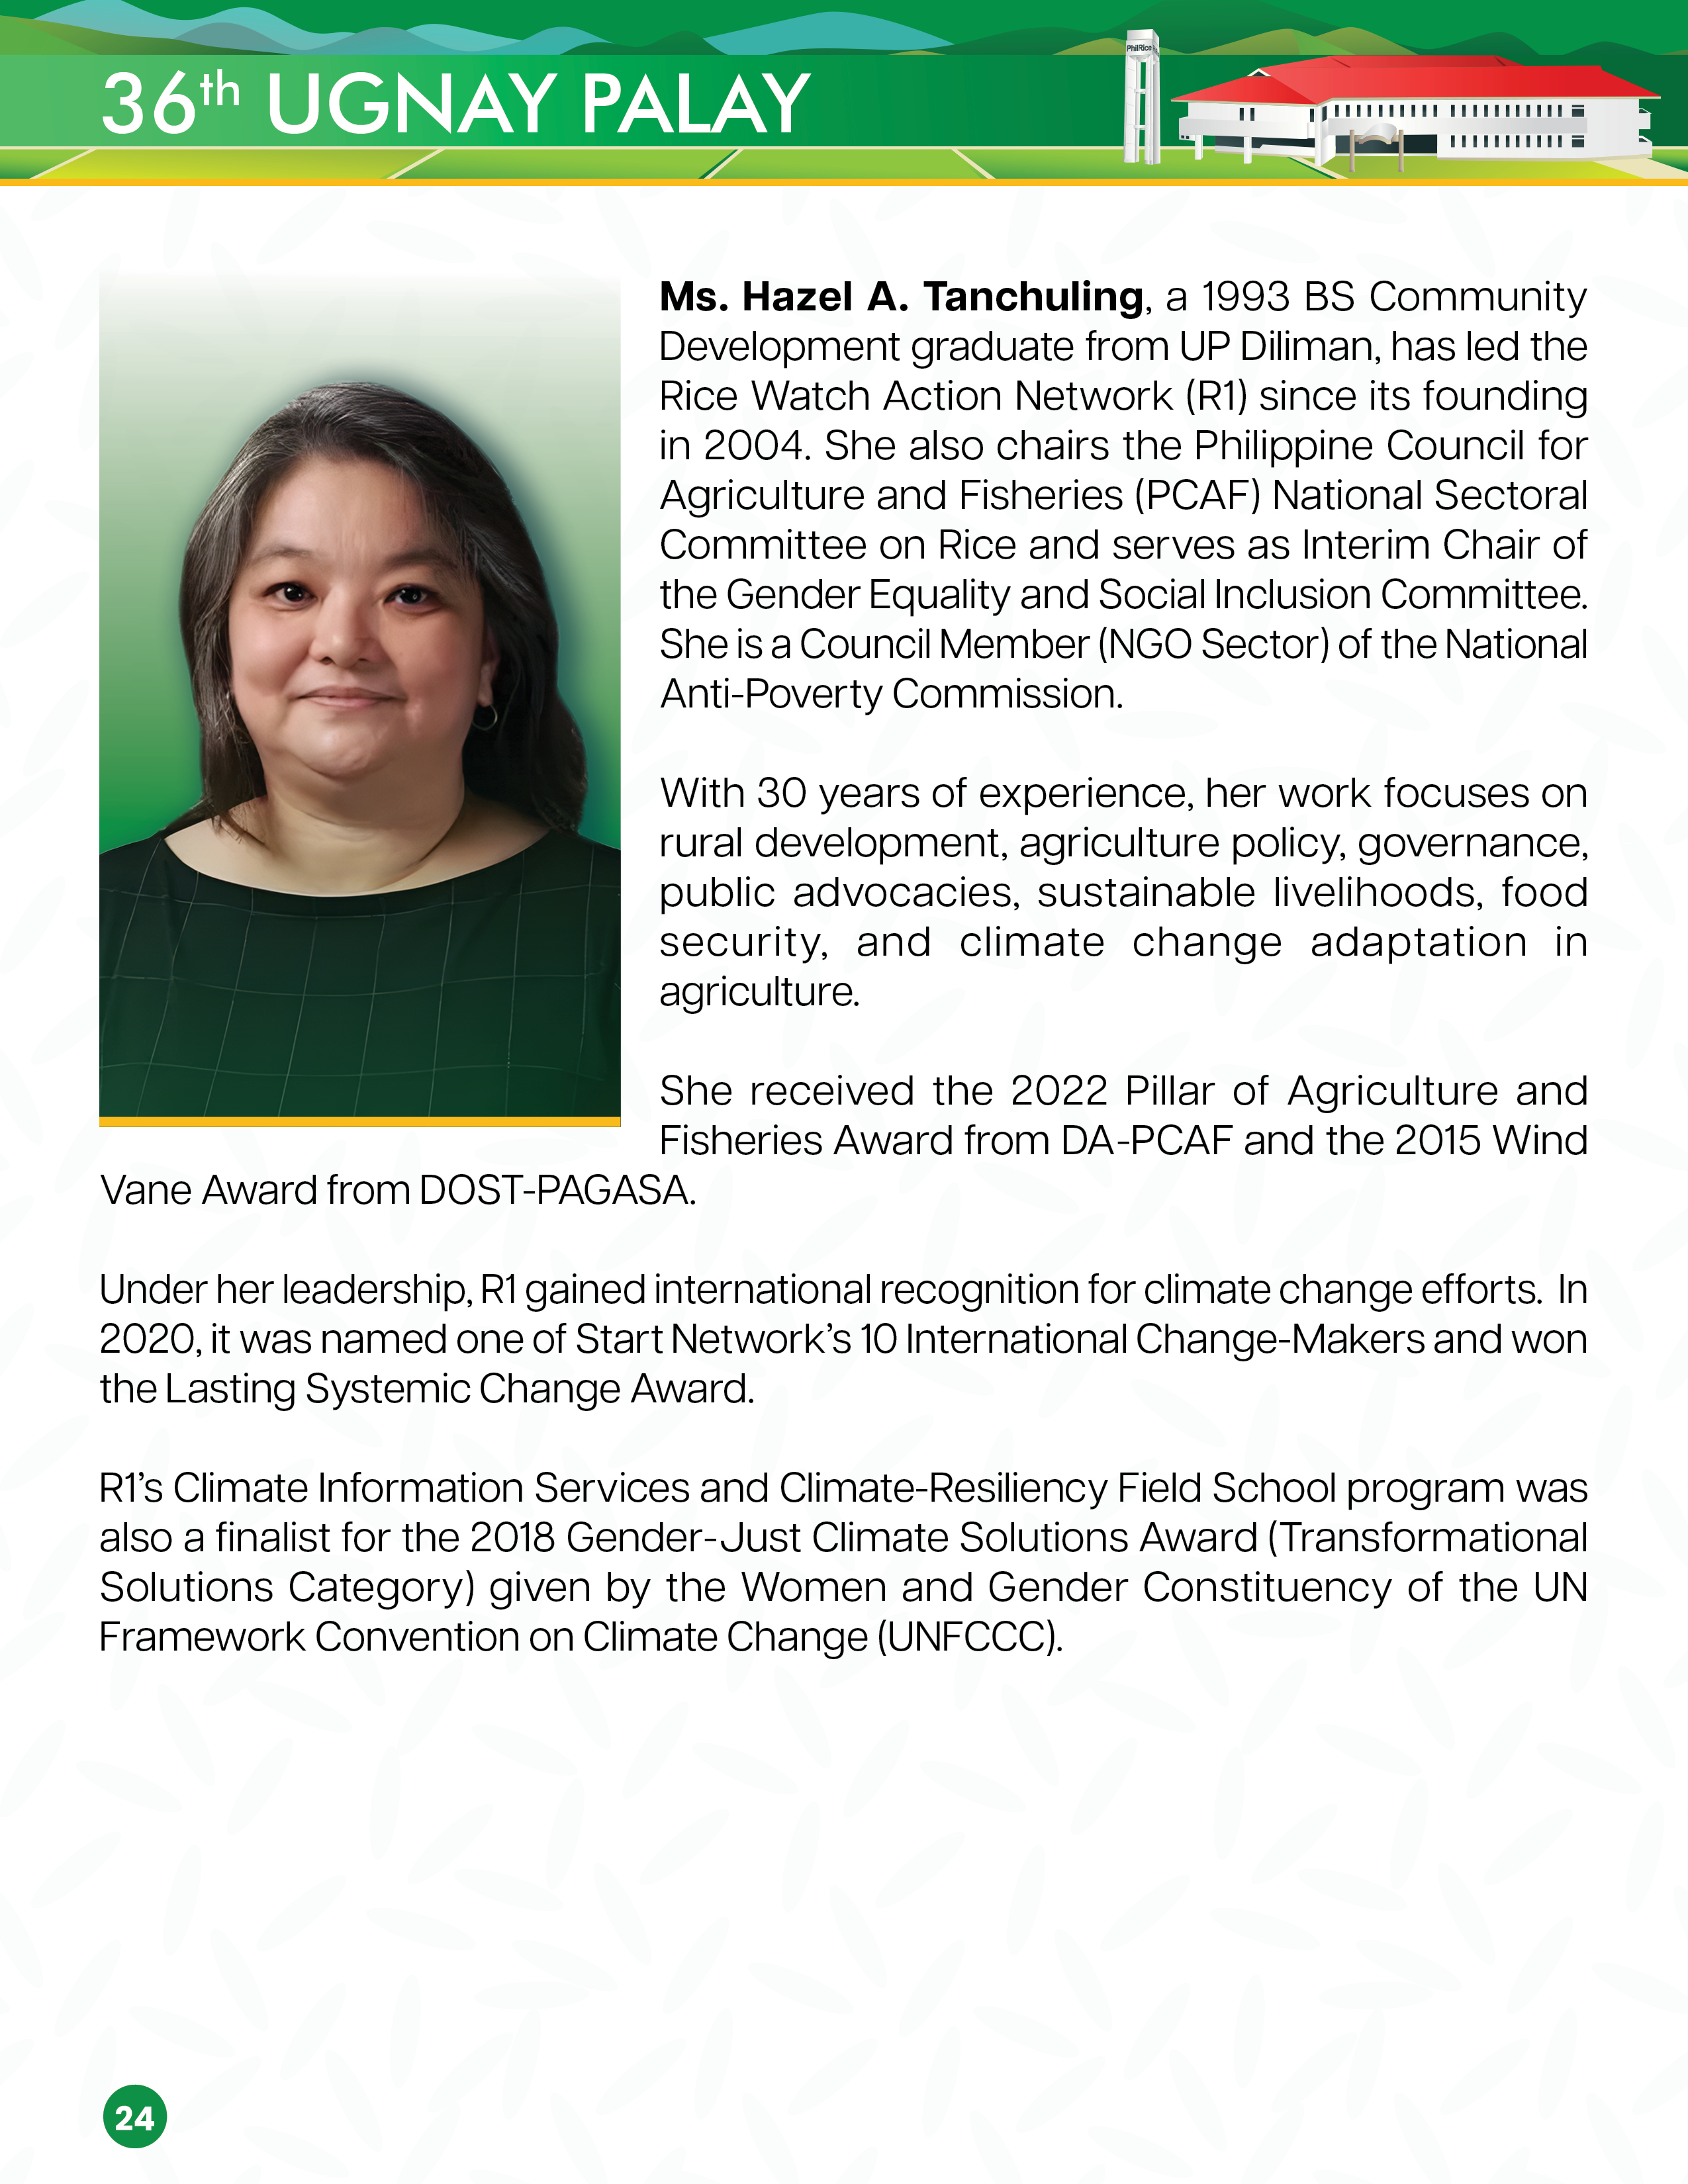 36th UGNAY PALAY
PhilRice
Ms. Hazel A. Tanchuling, a 1993 BS Community
Development graduate from UP Diliman, has led the
Rice Watch Action Network (R1) since its founding
in 2004. She also chairs the Philippine Council for
Agriculture and Fisheries (PCAF) National Sectoral
Committee on Rice and serves as Interim Chair of
the Gender Equality and Social Inclusion Committee.
She is a Council Member (NGO Sector) of the National
Anti-Poverty Commission.
With 30 years of experience, her work focuses on
rural development, agriculture policy, governance,
public advocacies, sustainable livelihoods, food
security, and climate change adaptation in
agriculture.
She received the 2022 Pillar of Agriculture and
Fisheries Award from DA-PCAF and the 2015 Wind
Vane Award from DOST-PAGASA.
Under her leadership, R1 gained international recognition for climate change efforts. In
2020, it was named one of Start Network’s 10 International Change-Makers and won
the Lasting Systemic Change Award.
R1’s Climate Information Services and Climate-Resiliency Field School program was
also a finalist for the 2018 Gender-Just Climate Solutions Award (Transformational
Solutions Category) given by the Women and Gender Constituency of the UN
Framework Convention on Climate Change (UNFCCC).
24